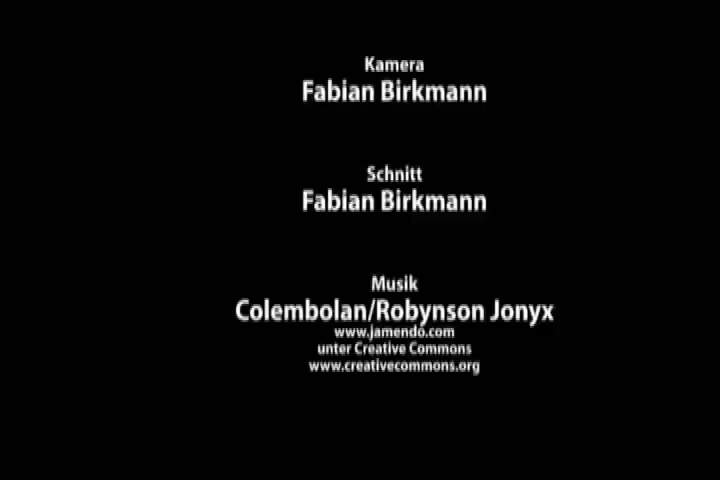 Kamera
Fabian Birkmann
Schnitt
Fabian Birkmann
Musik
Colembolan/Robynson Jonyx
www.jamendo.com
unter Creative Commons
www.creativecommons.org